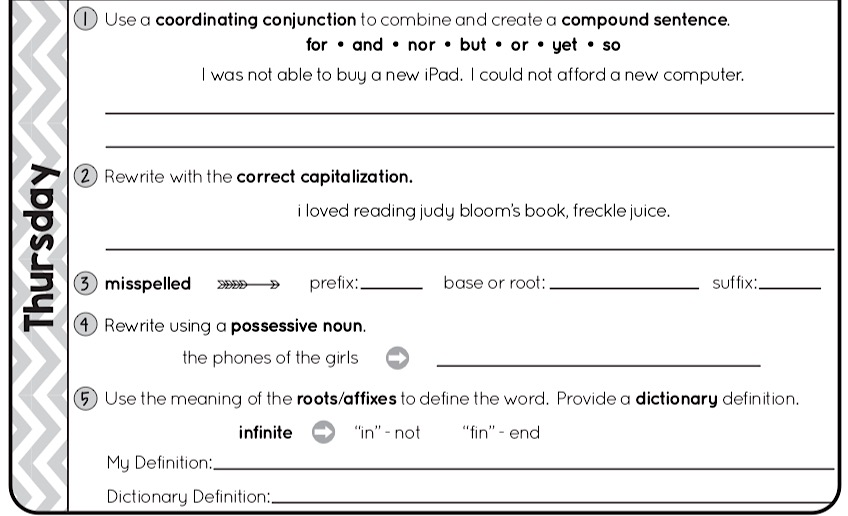 Thursday
1 Use a coordinating conjunction to combine and create a compound sentence.
for • and • nor • but • or • yet • so
I was not able to buy a new iPad. I could not afford a new computer.
2 Rewrite with the correct capitalization.
i loved reading judy bloom's book, freckle juice.
3 misspelled prefix:______ base or root:______ suffix:______
4 Rewrite using a possessive noun.
the phones of the girls
5 Use the meaning of the roots/affixes to define the word. Provide a dictionary definition.
infinite "in" - not "fin" - end
My Definition:
Dictionary Definition: